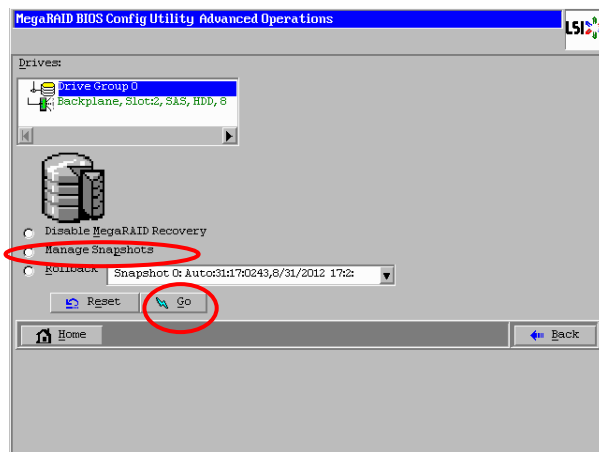 MegaRAID BIOS Config Utility Advanced Operations
LSI
Drives:
Drive Group 0
Backplane, Slot:2, SAS, HDD, 8
Disable MegaRAID Recovery
Manage Snapshots
Rollback Snapshot 0: Auto:31:17:0243,8/31/2012 17:2:
Reset Go
Home Back